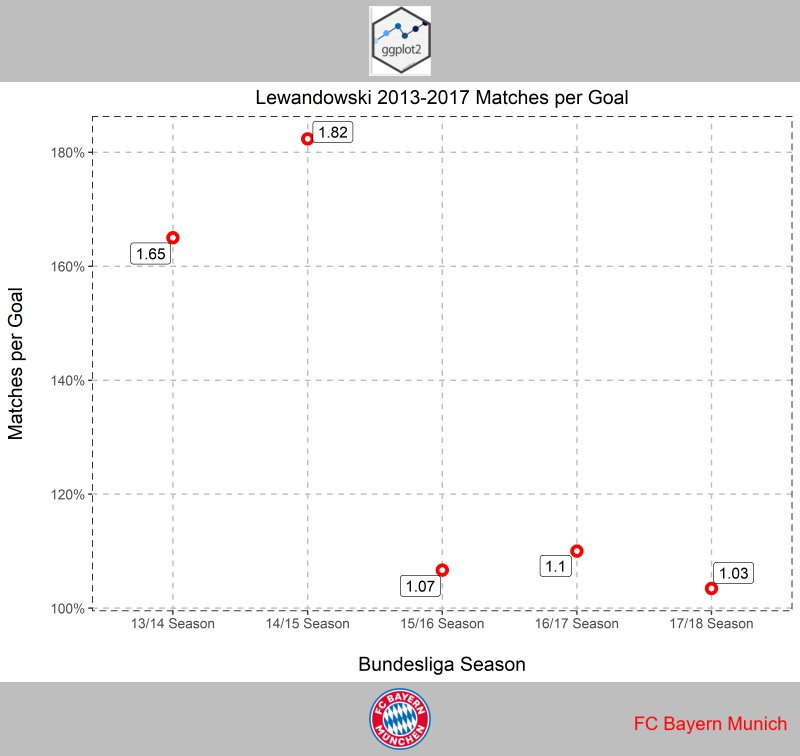 ggplot2
Lewandowski 2013-2017 Matches per Goal
Matches per Goal
180%
160%
140%
120%
100%
1.65
1.82
1.07
1.1
1.03
13/14 Season
14/15 Season
15/16 Season
16/17 Season
17/18 Season
Bundesliga Season
FC BAYERN
MÜNCHEN
FC Bayern Munich